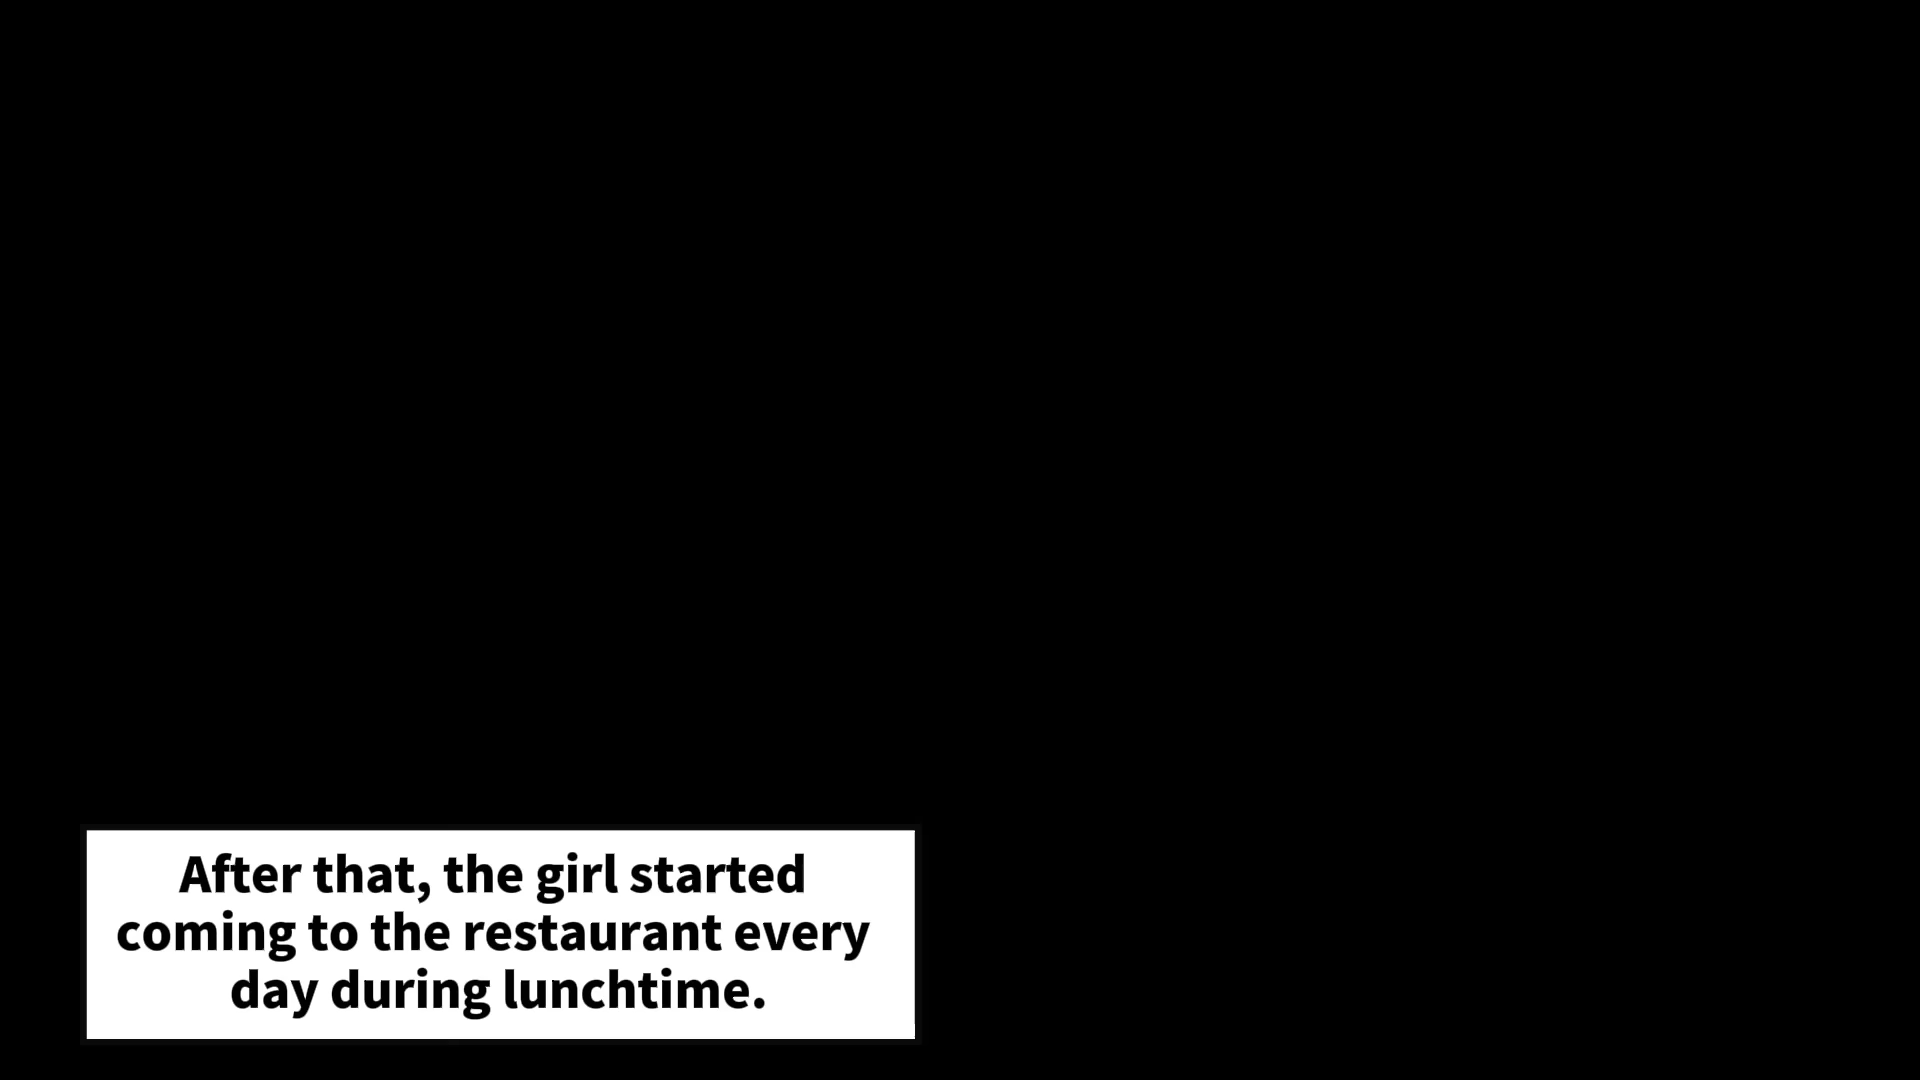 After that, the girl started
coming to the restaurant every
day during lunchtime.